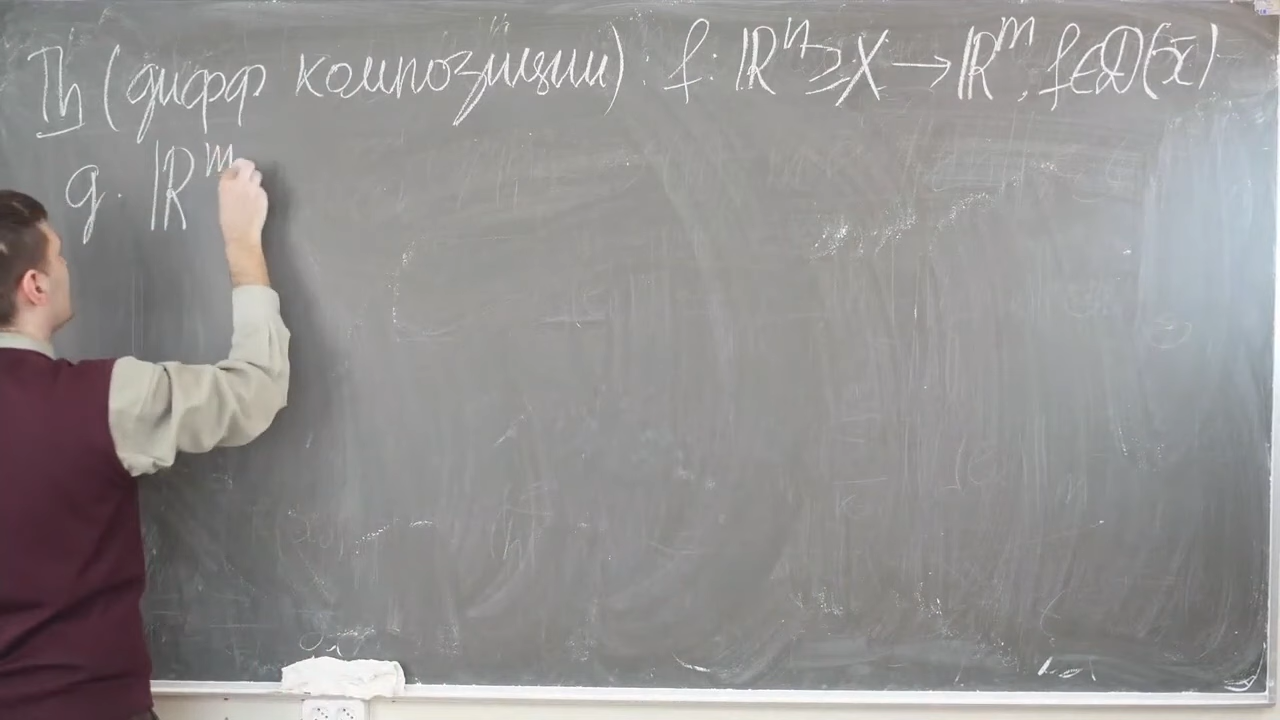 Th (дифф композиции): f: ℝⁿ ⊇ X → ℝᵐ, f ∈ D(x̄)
g: ℝᵐ